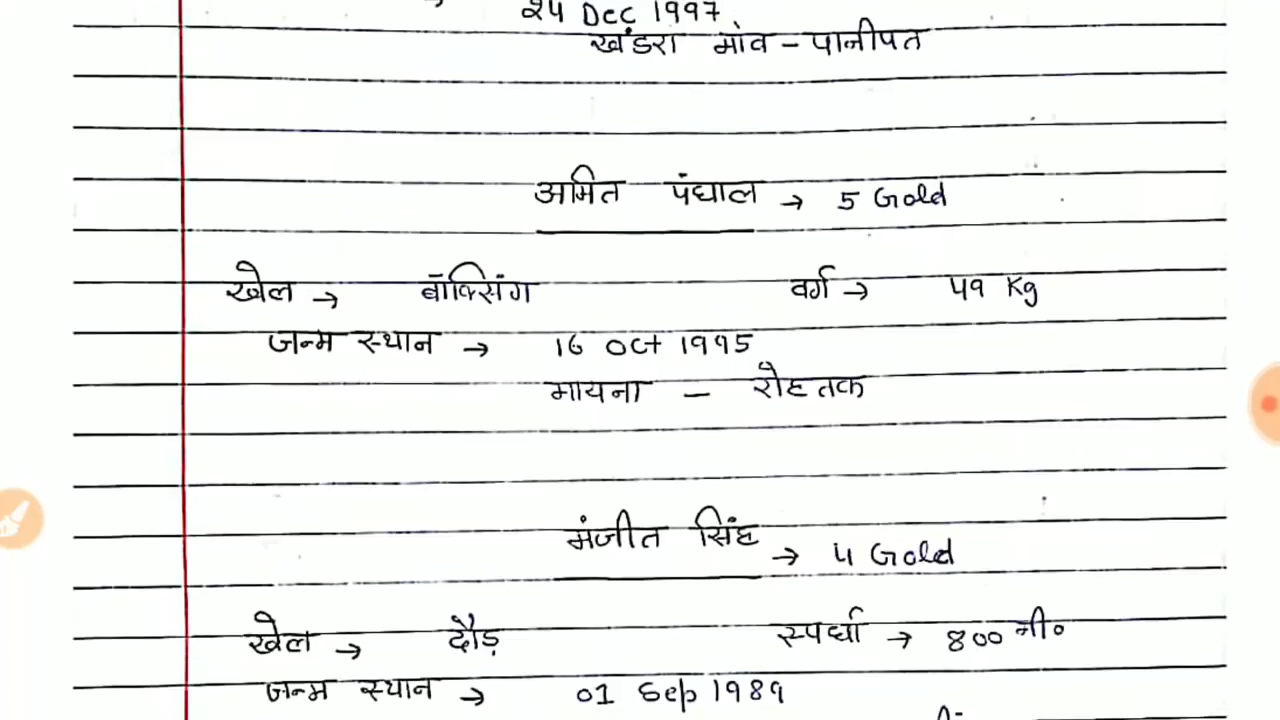 24 Dec 1997
खंडरा गांव - पानीपत
अमित पंघाल → 5 Gold
खेल → बॉक्सिंग वर्ग → 49 Kg
जन्म स्थान → 16 Oct 1995
मायना - रोहतक
मंजीत सिंह → 4 Gold
खेल → दौड़ स्पर्धा → 800 मी०
जन्म स्थान → 01 Sep 1989